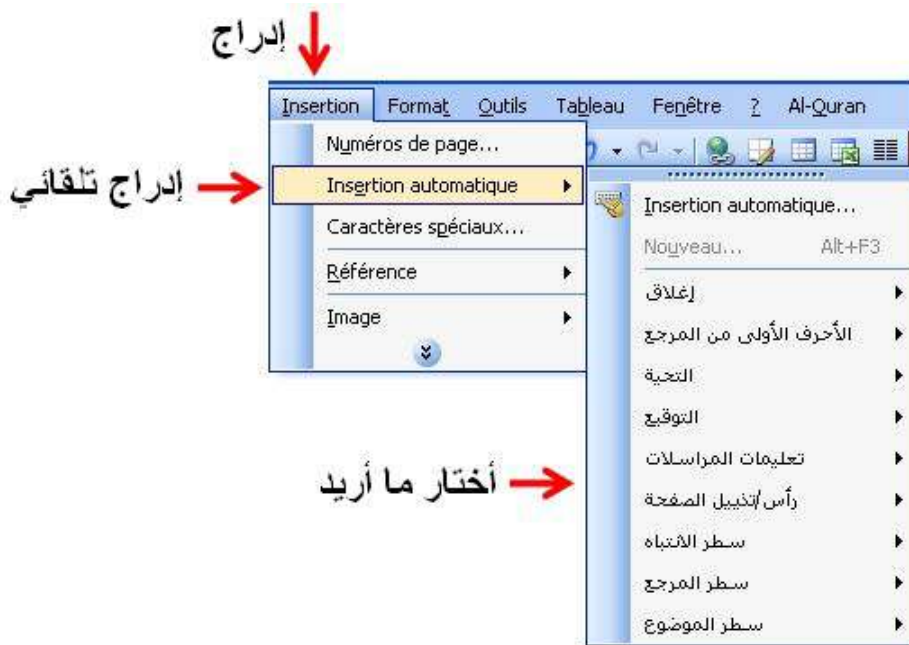 إدراج
Insertion Format Outils Tableau Fenêtre ? Al-Quran
Numéros de page...
إدراج تلقائي
Insertion automatique
Caractères spéciaux...
Référence
Image
Insertion automatique...
Nouveau... Alt+F3
إغلاق
الأحرف الأولى من المرجع
التحية
التوقيع
تعليمات المراسلات
أختار ما أريد
رأس/تذييل الصفحة
سطر الانتباه
سطر المرجع
سطر الموضوع